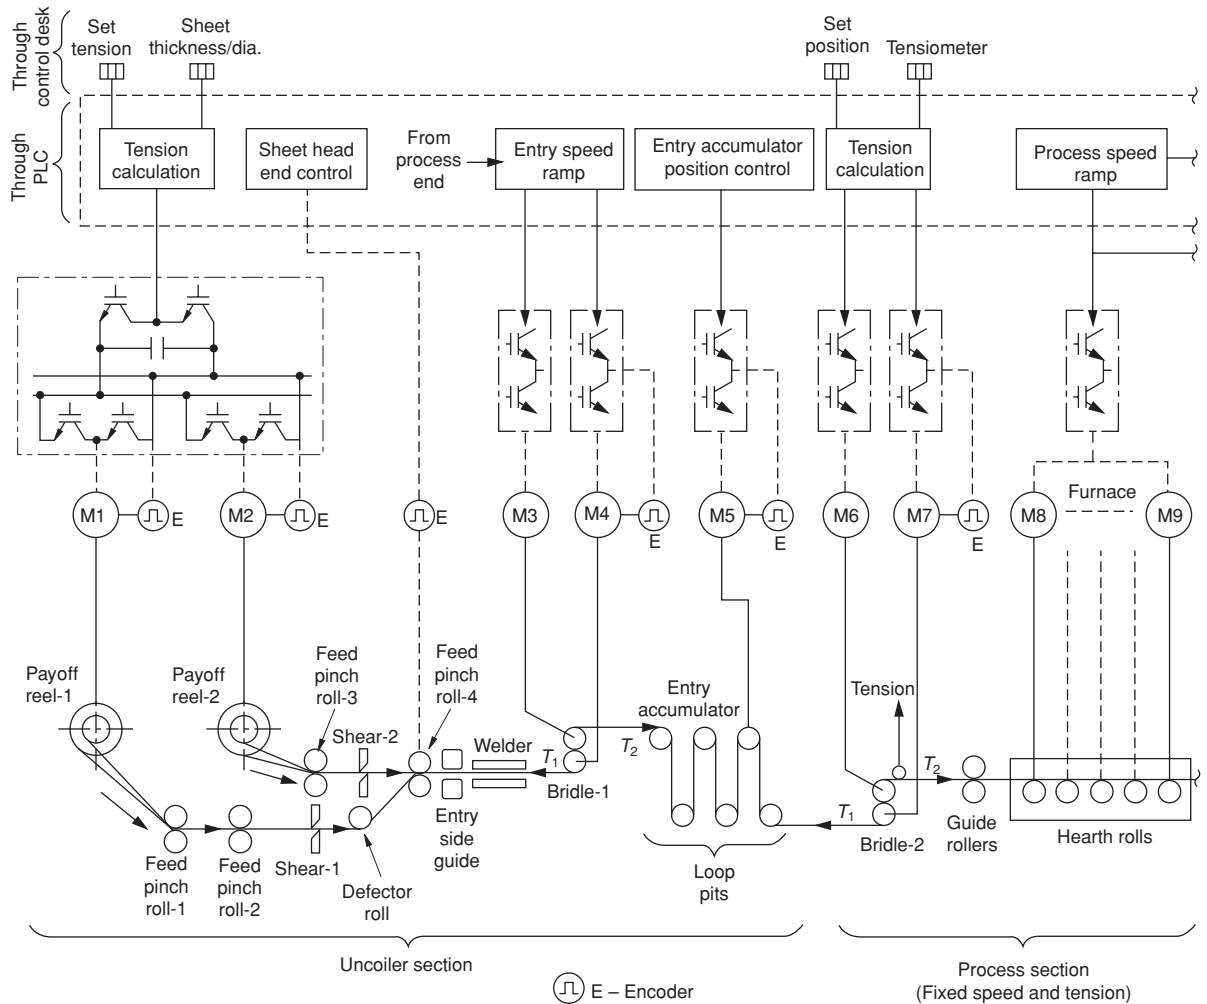 Through
control desk
Set
tension
Sheet
thickness/dia.
Set
position
Tensiometer
Through
PLC
Tension
calculation
Sheet head
end control
From
process
end
Entry speed
ramp
Entry accumulator
position control
Tension
calculation
Process speed
ramp
M1
E
M2
E
E
M3
M4
E
M5
E
M6
M7
E
M8
Furnace
M9
Payoff
reel-1
Payoff
reel-2
Feed
pinch
roll-3
Shear-2
Feed
pinch
roll-4
Welder
T1
Bridle-1
T2
Entry
accumulator
Tension
T2
T1
Bridle-2
Guide
rollers
Hearth rolls
Feed
pinch
roll-1
Feed
pinch
roll-2
Shear-1
Defector
roll
Entry
side
guide
Loop
pits
Uncoiler section
Process section
(Fixed speed and tension)
E – Encoder